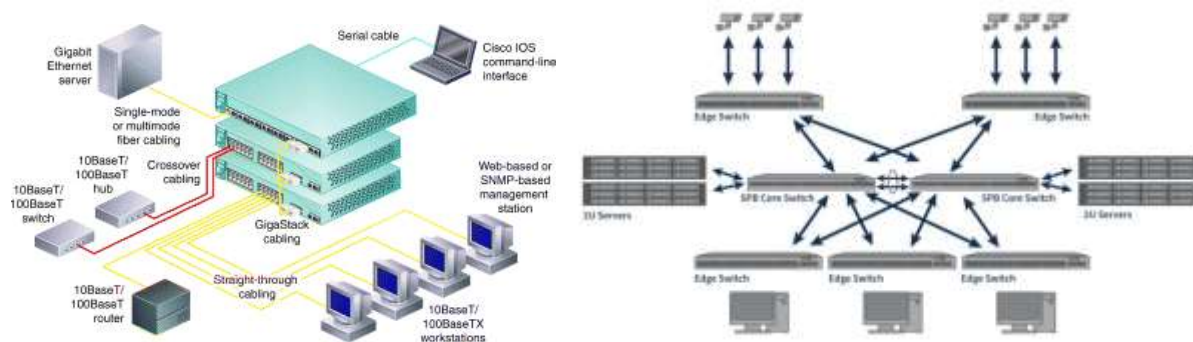 Serial cable
Gigabit
Ethernet
server
Cisco IOS
command-line
interface
Single-mode
or multimode
fiber cabling
Crossover
cabling
10BaseT/
100BaseT
hub
10BaseT/
100BaseT
switch
Web-based or
SNMP-based
management
station
GigaStack
cabling
Straight-through
cabling
10BaseT/
100BaseT
router
10BaseT/
100BaseTX
workstations
Edge Switch
Edge Switch
SPB Core Switch
SPB Core Switch
1U Servers
1U Servers
Edge Switch
Edge Switch
Edge Switch